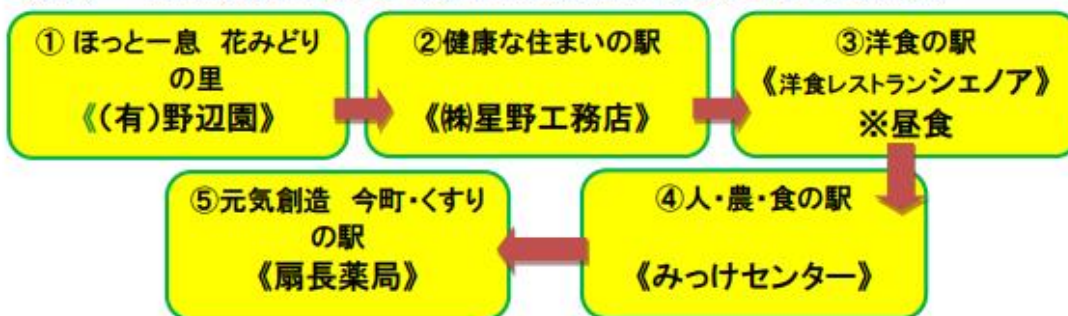 ① ほっと一息　花みどり
の里
《(有)野辺園》
②健康な住まいの駅
《㈱星野工務店》
③洋食の駅
《洋食レストランシェノア》
※昼食
④人・農・食の駅
《みっけセンター》
⑤元気創造　今町・くすり
の駅
《扇長薬局》